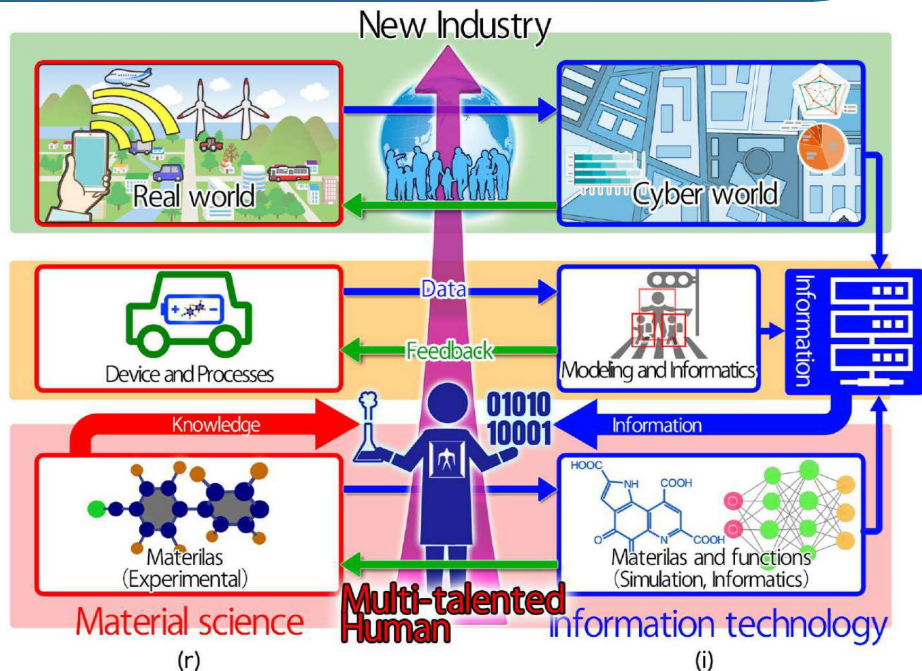 New Industry
Real world
Cyber world
Data
Feedback
Device and Processes
Modeling and Informatics
Information
Knowledge
01010
10001
Information
HOOC
H
N
COOH
N
COOH
O
O
Materilas
(Experimental)
Materilas and functions
(Simulation, Informatics)
Multi-talented
Human
Material science
Information technology
(r)
(i)